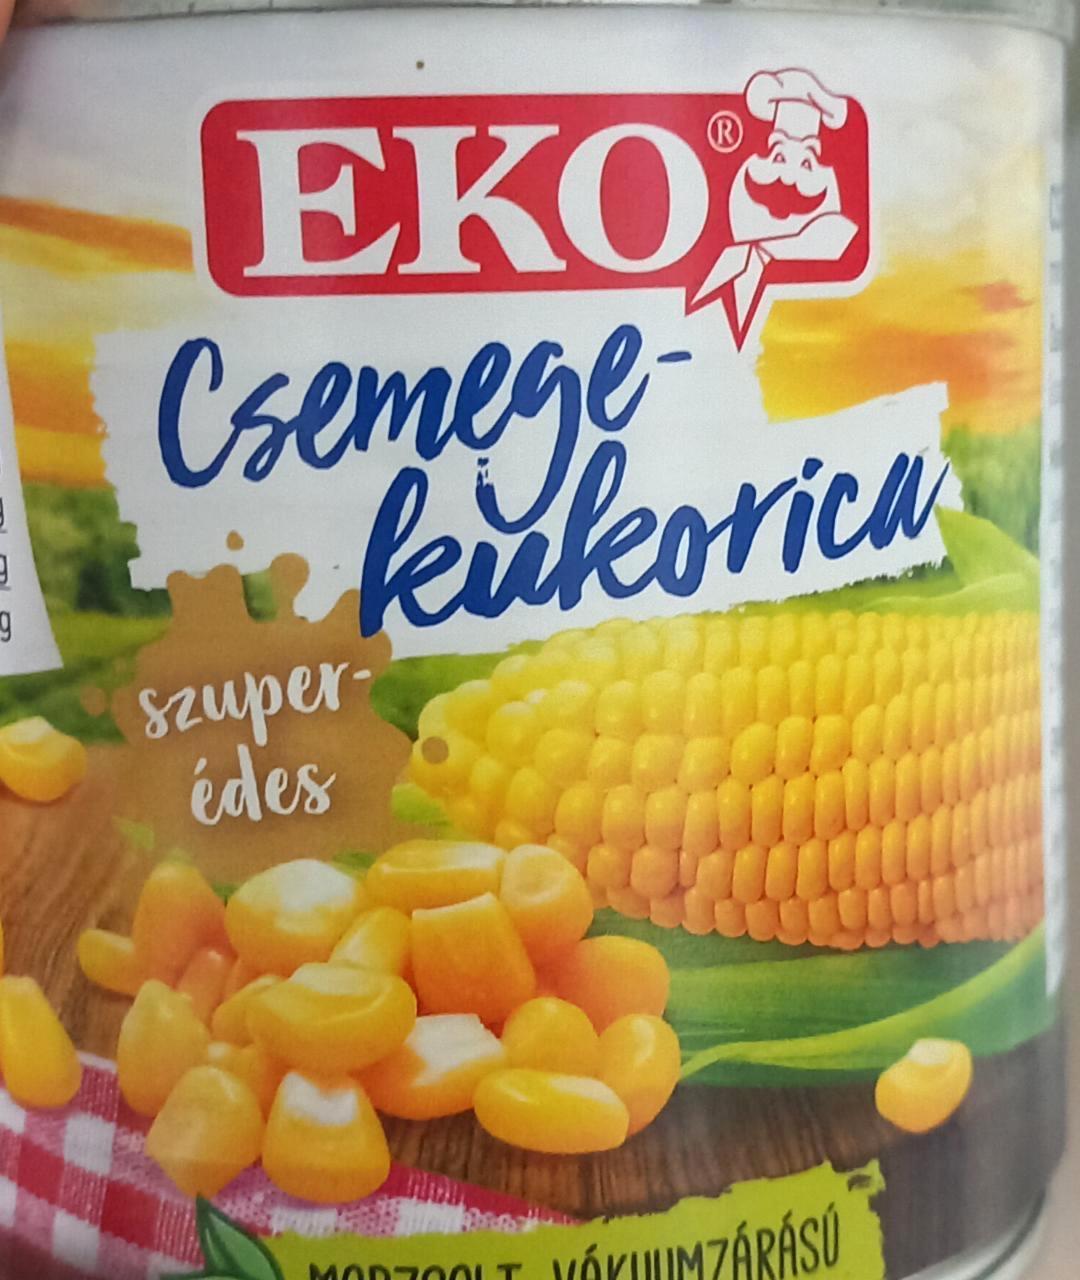 EKO®
Csemege-
kukorica
szuper-
édes
MORZSOLT VÁKUUMZÁRÁSÚ
g
g
g